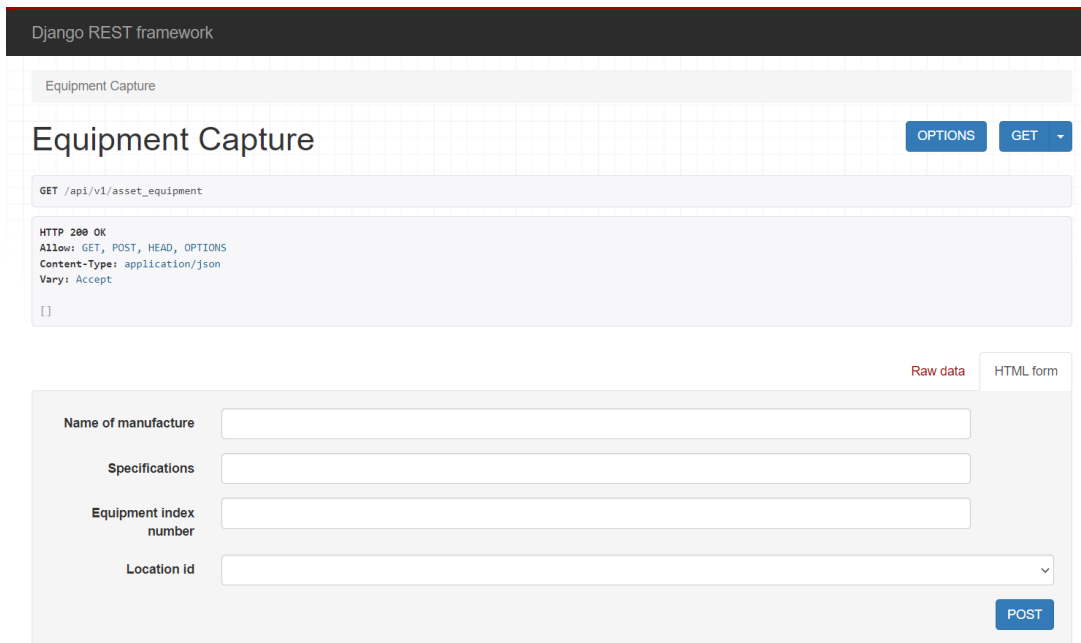 Django REST framework
Equipment Capture
Equipment Capture
OPTIONS
GET
GET /api/v1/asset_equipment
HTTP 200 OK
Allow: GET, POST, HEAD, OPTIONS
Content-Type: application/json
Vary: Accept
[]
Raw data
HTML form
Name of manufacture
Specifications
Equipment index
number
Location id
POST